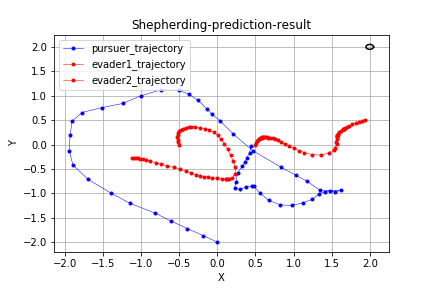 Shepherding-prediction-result
pursuer_trajectory
evader1_trajectory
evader2_trajectory
2.0
1.5
1.0
0.5
0.0
-0.5
-1.0
-1.5
-2.0
Y
-2.0 -1.5 -1.0 -0.5 0.0 0.5 1.0 1.5 2.0
X